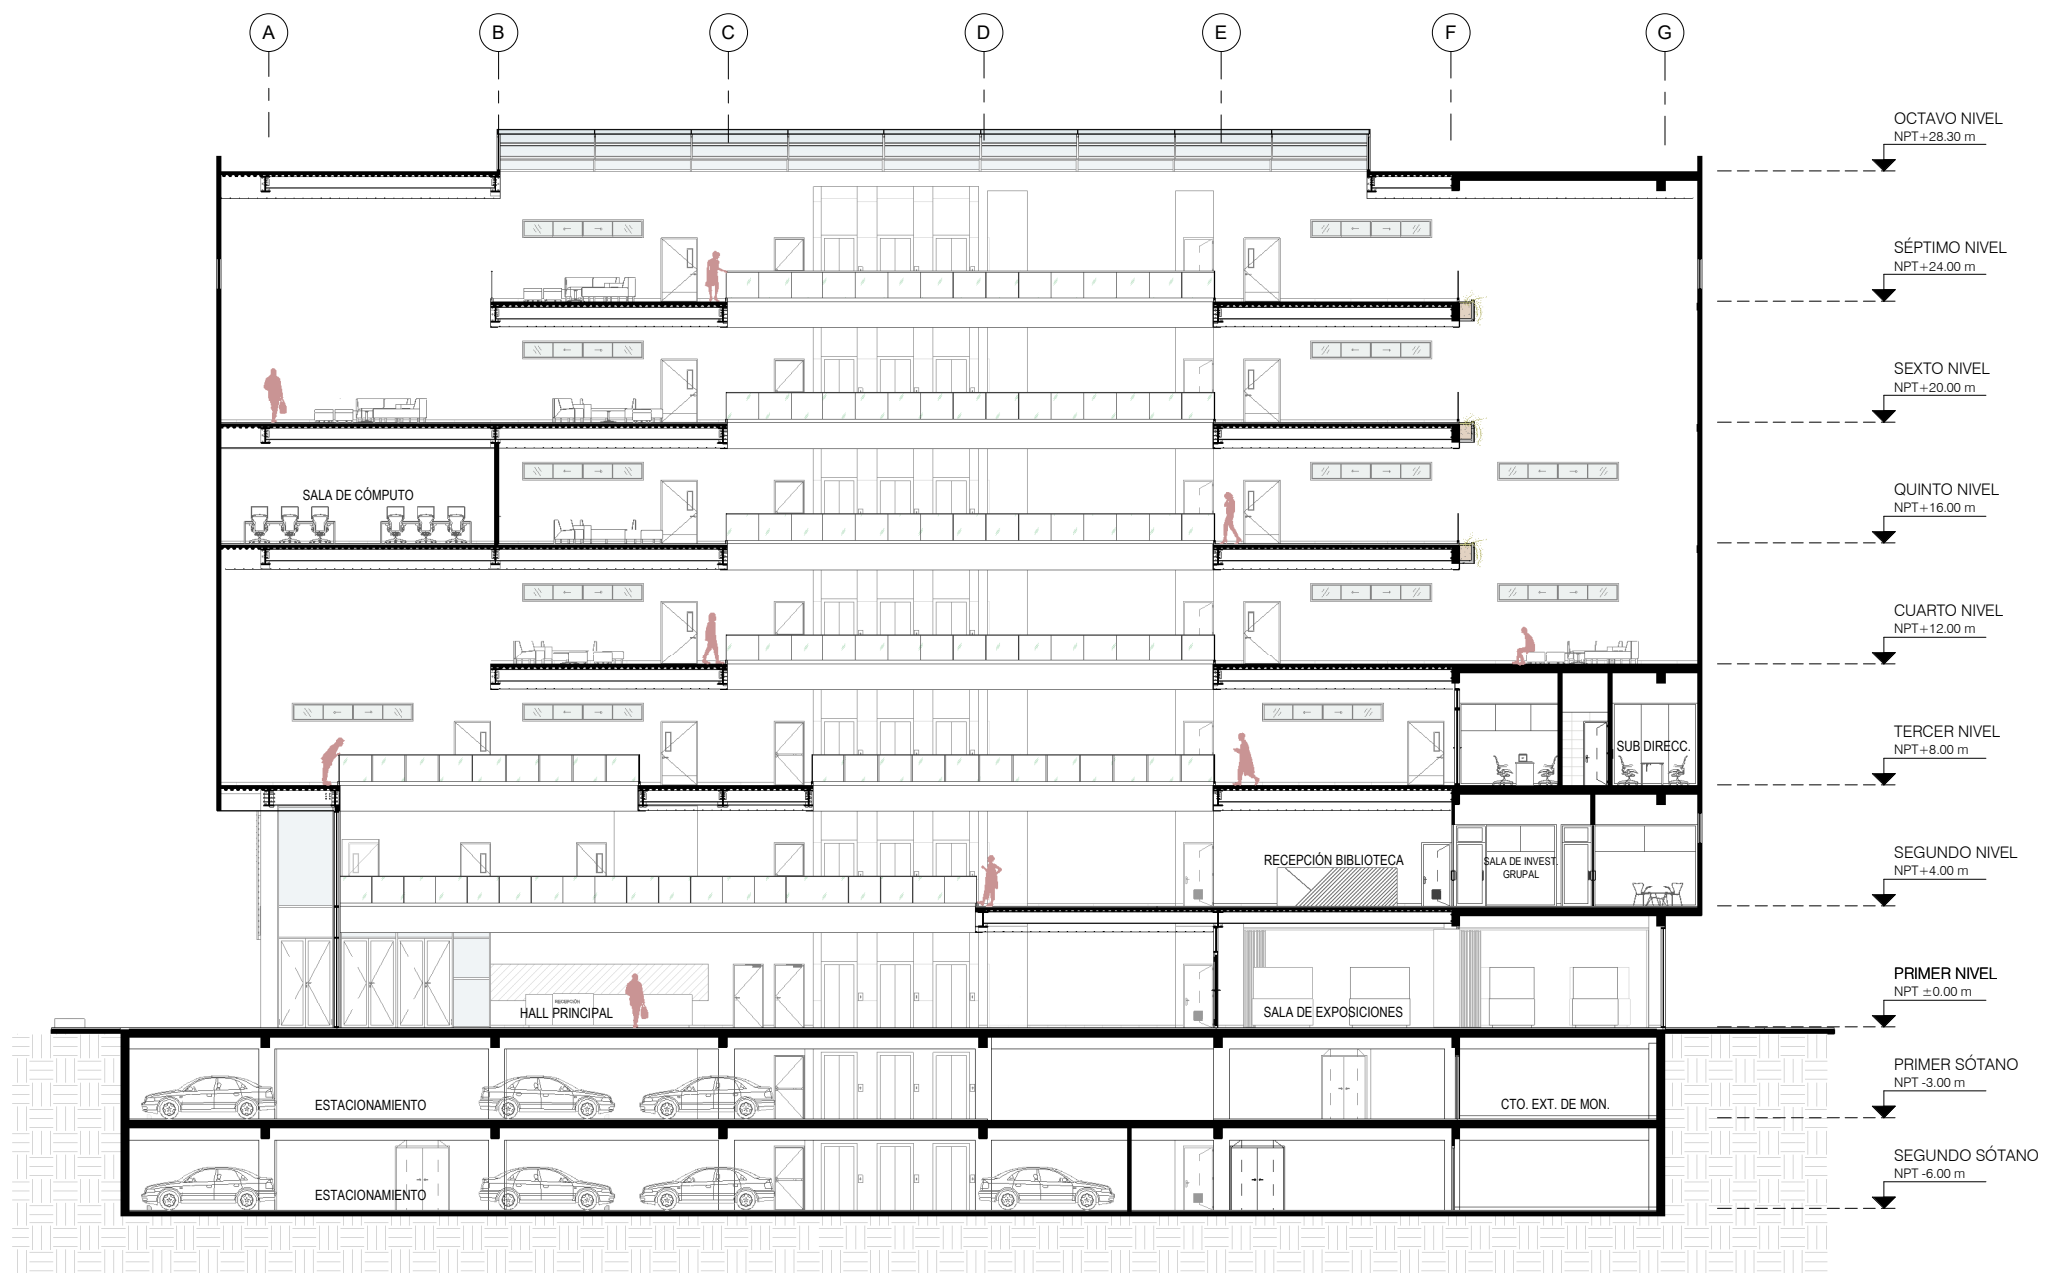 A B C D E F G
OCTAVO NIVEL
NPT+28.30 m
SÉPTIMO NIVEL
NPT+24.00 m
SEXTO NIVEL
NPT+20.00 m
SALA DE CÓMPUTO
QUINTO NIVEL
NPT+16.00 m
CUARTO NIVEL
NPT+12.00 m
SUB DIRECC.
TERCER NIVEL
NPT+8.00 m
RECEPCIÓN BIBLIOTECA
SALA DE INVEST.
GRUPAL
SEGUNDO NIVEL
NPT+4.00 m
RECEPCIÓN
HALL PRINCIPAL
SALA DE EXPOSICIONES
PRIMER NIVEL
NPT ±0.00 m
ESTACIONAMIENTO
CTO. EXT. DE MON.
PRIMER SÓTANO
NPT -3.00 m
ESTACIONAMIENTO
SEGUNDO SÓTANO
NPT -6.00 m